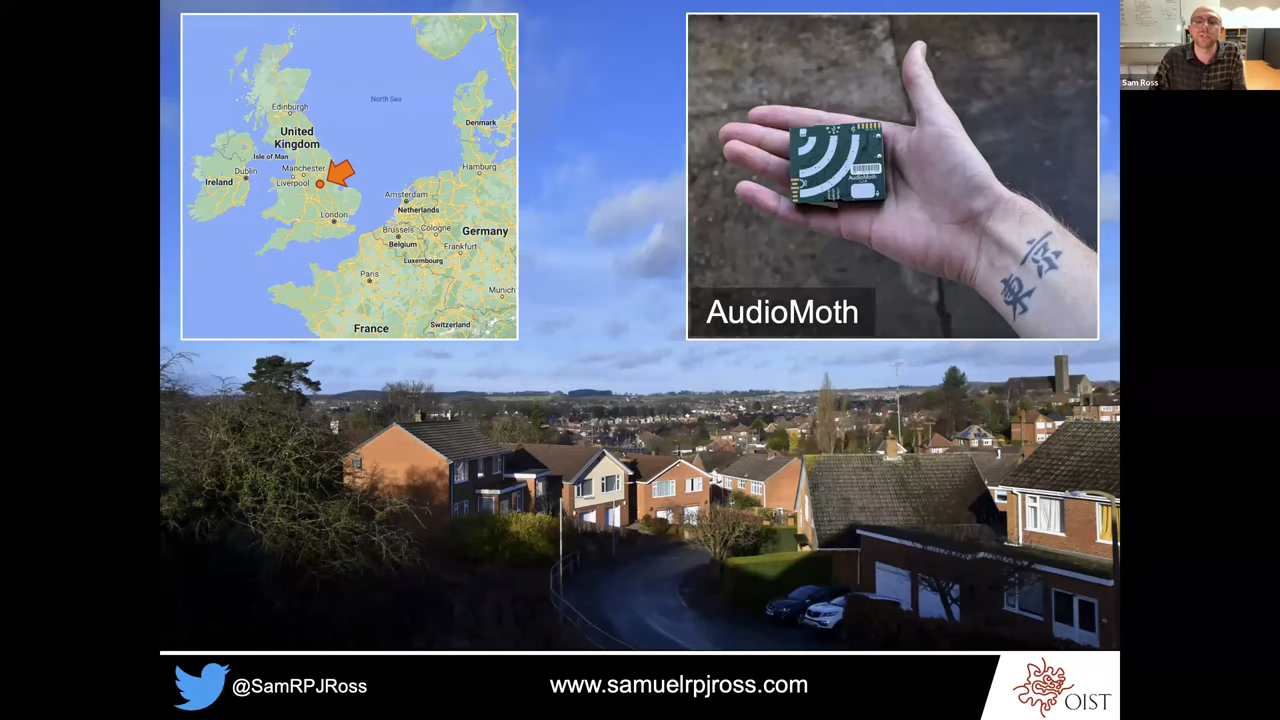 North Sea
Edinburgh
United
Kingdom
Denmark
Isle of Man
Dublin
Manchester
Hamburg
Ireland
Liverpool
Amsterdam
Netherlands
London
Brussels
Cologne
Germany
Belgium
Frankfurt
Luxembourg
Paris
Munich
France
Switzerland
AudioMoth
東京
AudioMoth
Sam Ross
@SamRPJRoss
www.samuelrpjross.com
OIST